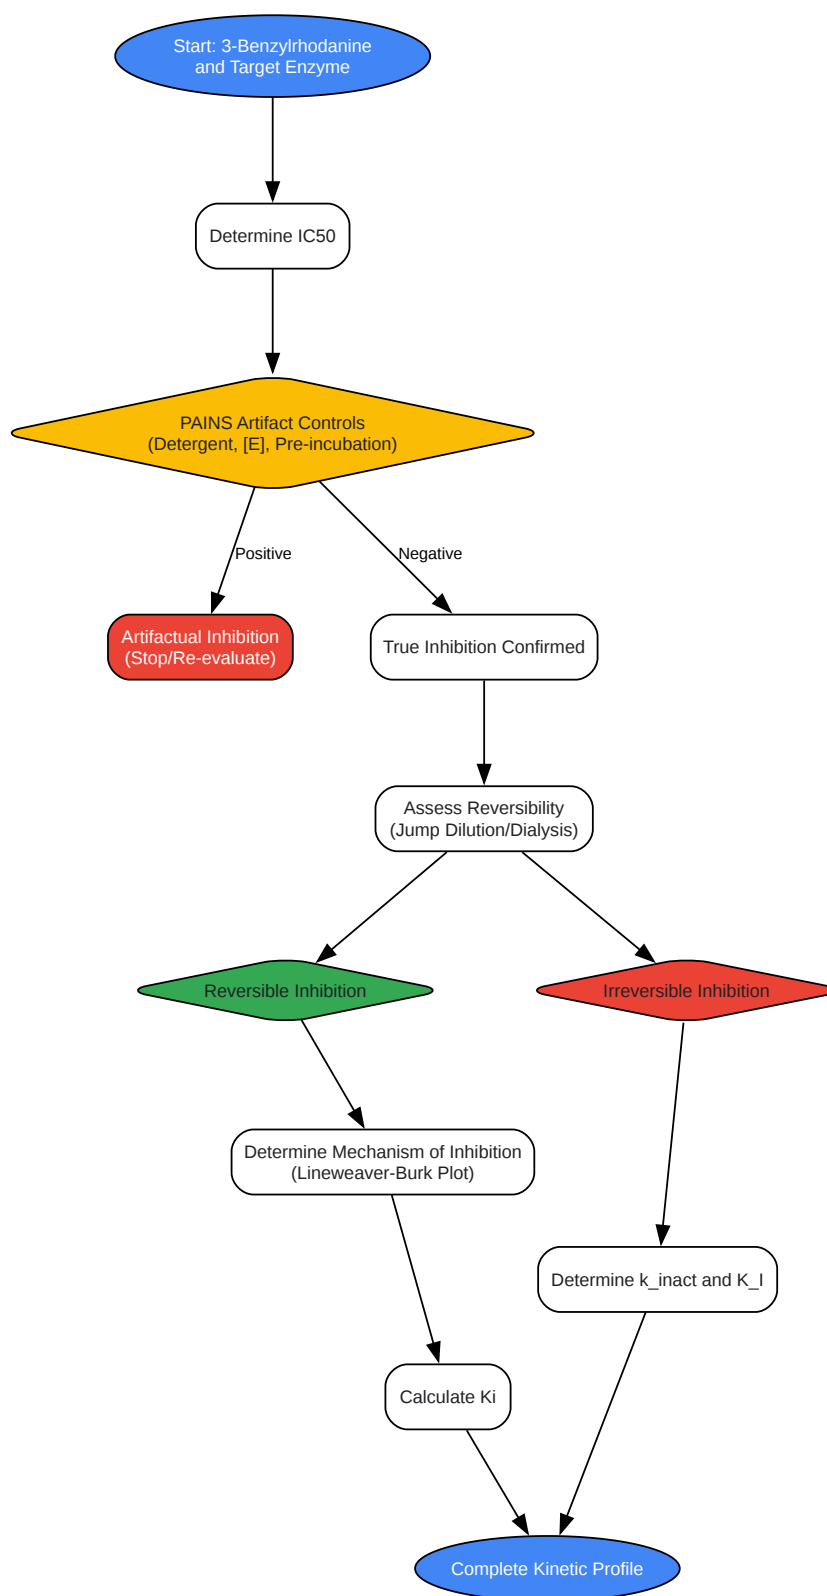 Start: 3-Benzylrhodanine
and Target Enzyme
Determine IC50
PAINS Artifact Controls
(Detergent, [E], Pre-incubation)
Positive
Negative
Artifactual Inhibition
(Stop/Re-evaluate)
True Inhibition Confirmed
Assess Reversibility
(Jump Dilution/Dialysis)
Reversible Inhibition
Irreversible Inhibition
Determine Mechanism of Inhibition
(Lineweaver-Burk Plot)
Determine k_inact and K_I
Calculate Ki
Complete Kinetic Profile